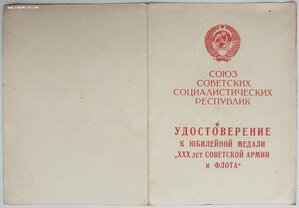 СОЮЗ
СОВЕТСКИХ
СОЦИАЛИСТИЧЕСКИХ
РЕСПУБЛИК
УДОСТОВЕРЕНИЕ
К ЮБИЛЕЙНОЙ МЕДАЛИ
„XXX ЛЕТ СОВЕТСКОЙ АРМИИ
И ФЛОТА"